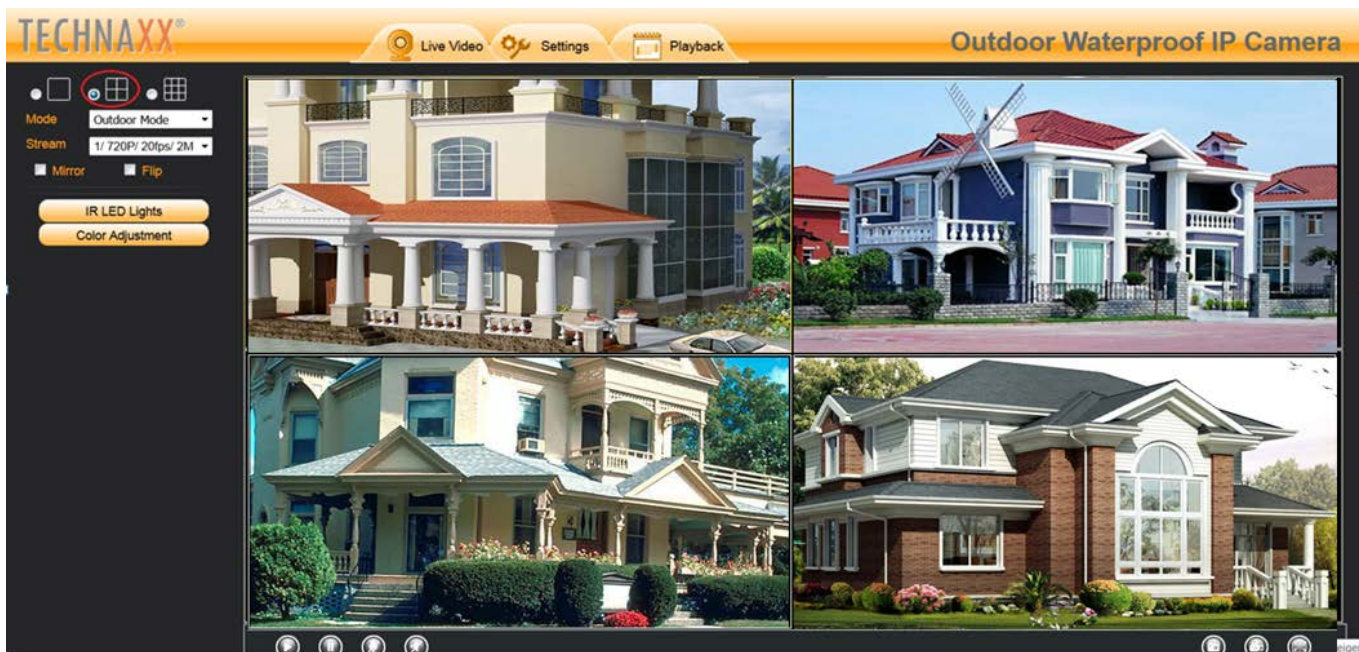 TECHNAXX®
Live Video
Settings
Playback
Outdoor Waterproof IP Camera
Mode
Outdoor Mode
Stream
1/ 720P/ 20fps/ 2M
Mirror
Flip
IR LED Lights
Color Adjustment